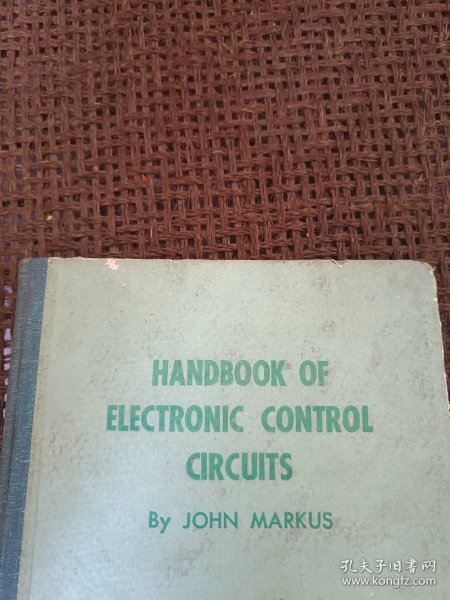 HANDBOOK OF
ELECTRONIC CONTROL
CIRCUITS
By JOHN MARKUS
孔夫子旧书网
www.kongfz.com